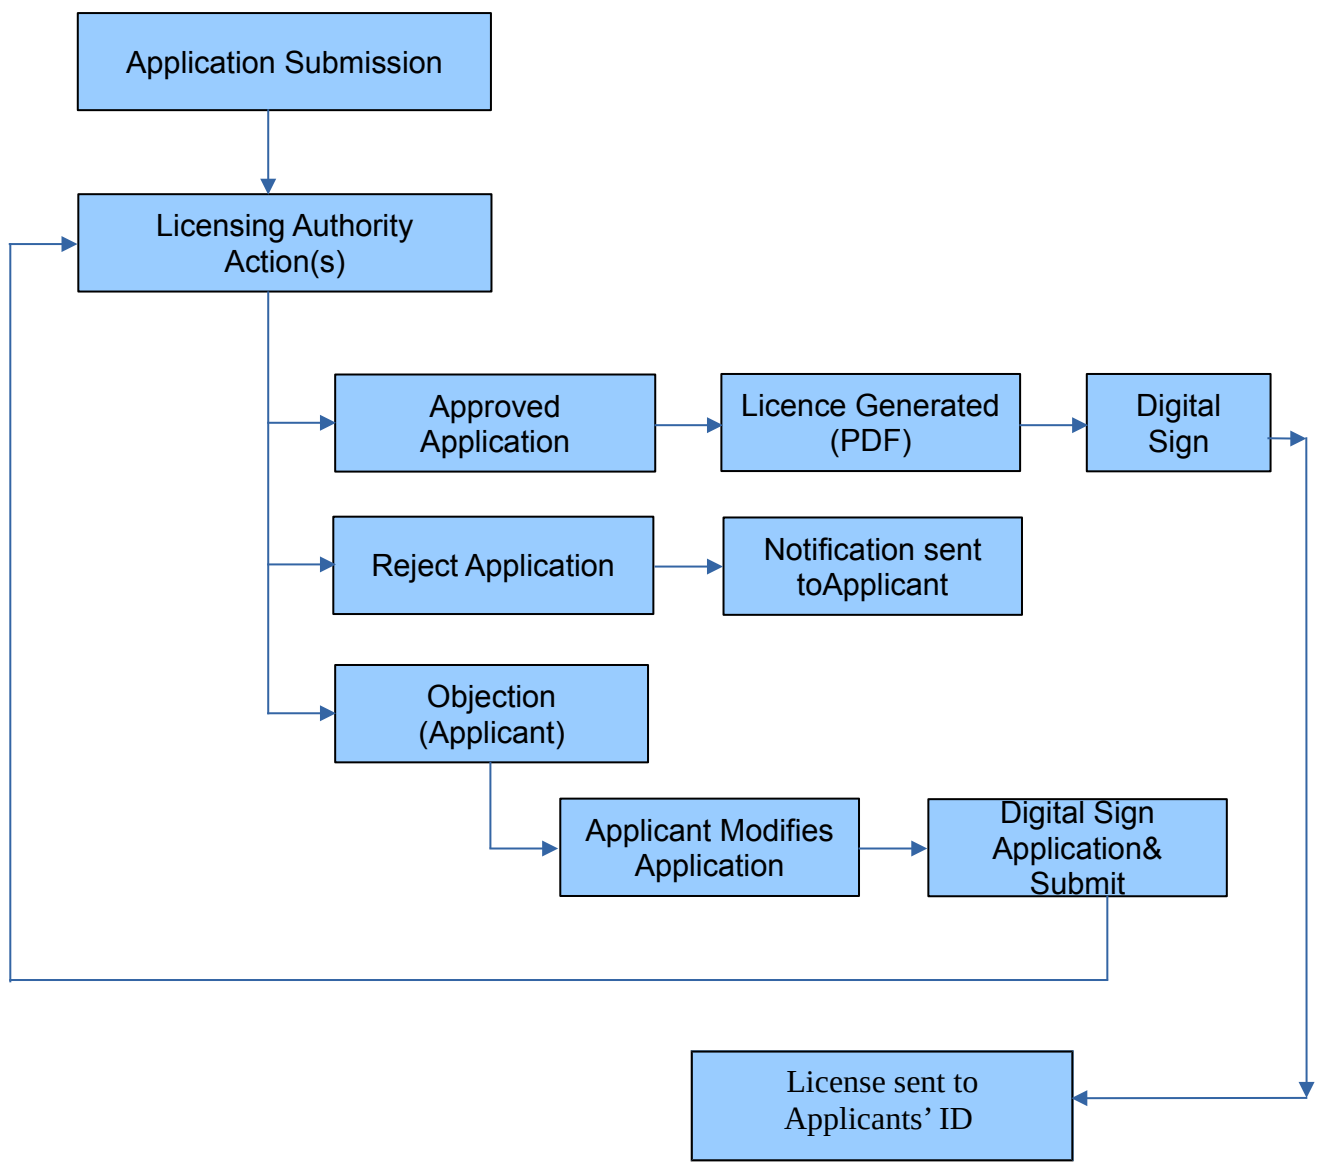 Application Submission
Licensing Authority
Action(s)
Approved
Application
Licence Generated
(PDF)
Digital
Sign
Reject Application
Notification sent
toApplicant
Objection
(Applicant)
Applicant Modifies
Application
Digital Sign
Application&
Submit
License sent to
Applicants’ ID